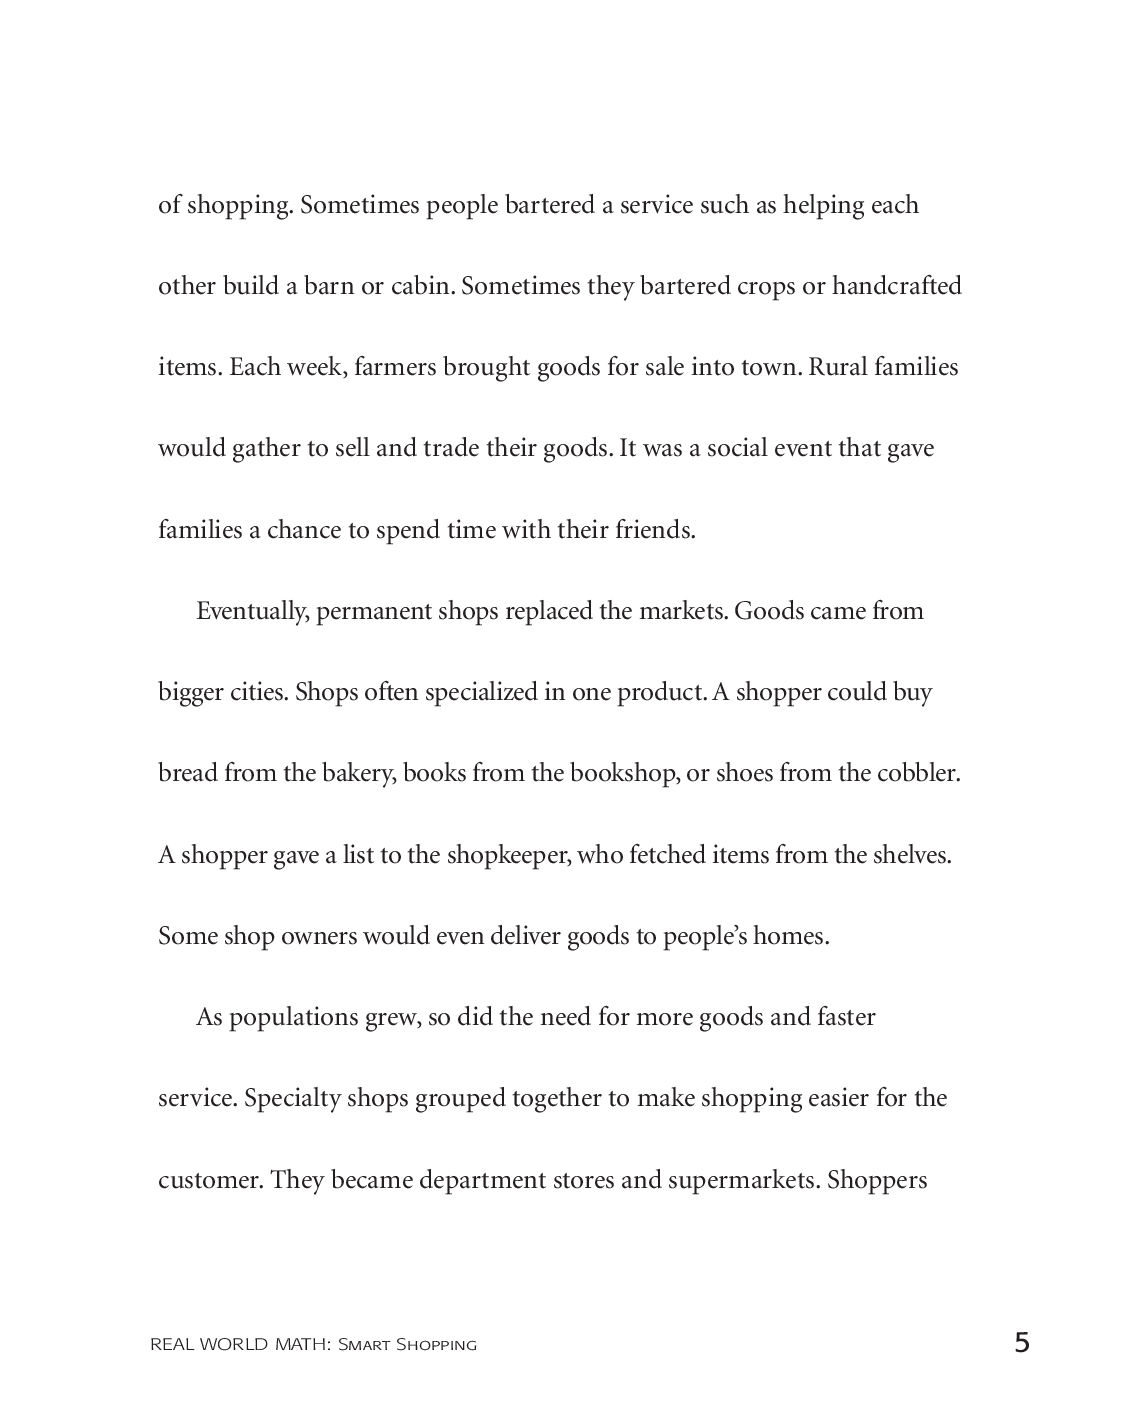 of shopping. Sometimes people bartered a service such as helping each
other build a barn or cabin. Sometimes they bartered crops or handcrafted
items. Each week, farmers brought goods for sale into town. Rural families
would gather to sell and trade their goods. It was a social event that gave
families a chance to spend time with their friends.
Eventually, permanent shops replaced the markets. Goods came from
bigger cities. Shops often specialized in one product. A shopper could buy
bread from the bakery, books from the bookshop, or shoes from the cobbler.
A shopper gave a list to the shopkeeper, who fetched items from the shelves.
Some shop owners would even deliver goods to people’s homes.
As populations grew, so did the need for more goods and faster
service. Specialty shops grouped together to make shopping easier for the
customer. They became department stores and supermarkets. Shoppers
REAL WORLD MATH: Smart Shopping 5